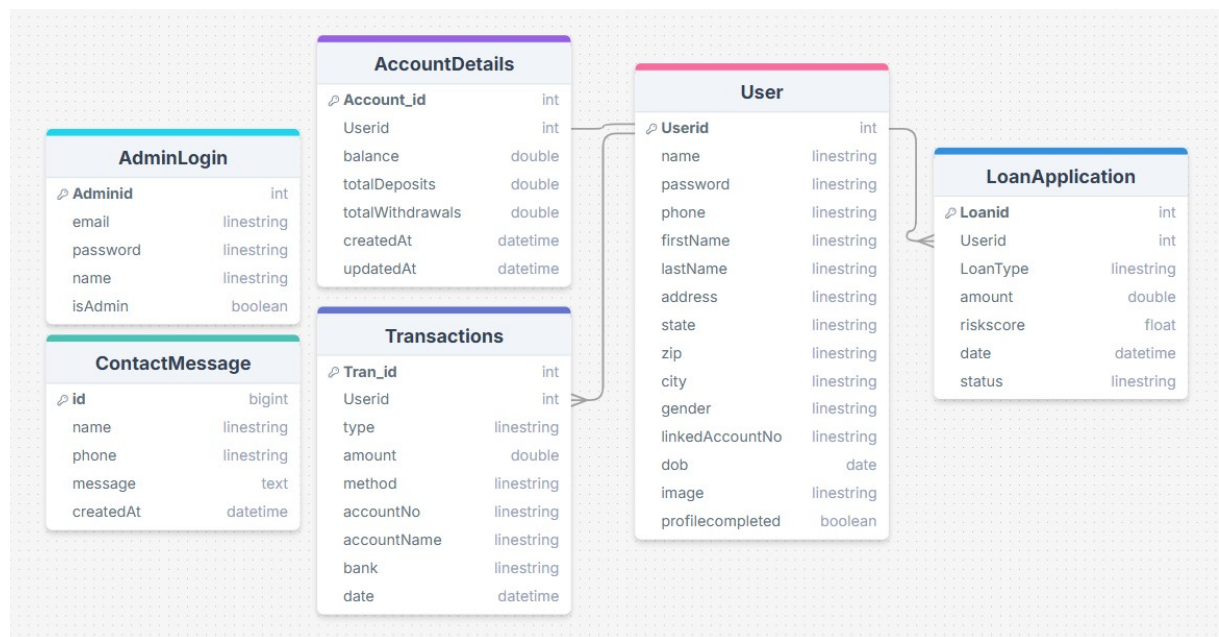 AdminLogin
Adminid int
email linestring
password linestring
name linestring
isAdmin boolean
ContactMessage
id bigint
name linestring
phone linestring
message text
createdAt datetime
AccountDetails
Account_id int
Userid int
balance double
totalDeposits double
totalWithdrawals double
createdAt datetime
updatedAt datetime
Transactions
Tran_id int
Userid int
type linestring
amount double
method linestring
accountNo linestring
accountName linestring
bank linestring
date datetime
User
Userid int
name linestring
password linestring
phone linestring
firstName linestring
lastName linestring
address linestring
state linestring
zip linestring
city linestring
gender linestring
linkedAccountNo linestring
dob date
image linestring
profilecompleted boolean
LoanApplication
Loanid int
Userid int
LoanType linestring
amount double
riskscore float
date datetime
status linestring